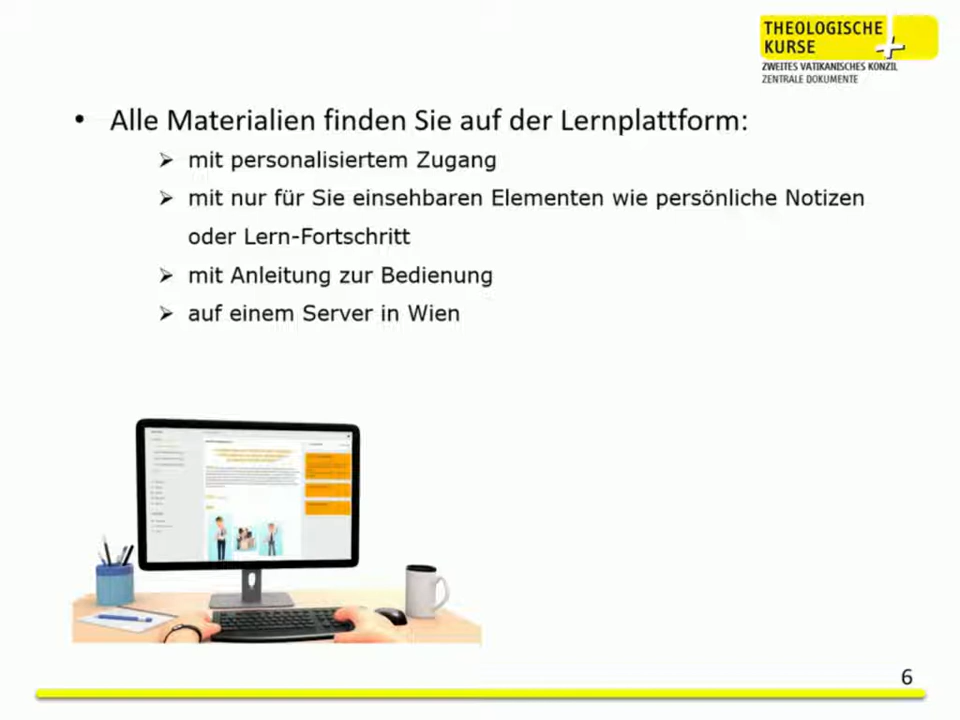 THEOLOGISCHE
KURSE
ZWEITES VATIKANISCHES KONZIL
ZENTRALE DOKUMENTE
• Alle Materialien finden Sie auf der Lernplattform:
➢ mit personalisiertem Zugang
➢ mit nur für Sie einsehbaren Elementen wie persönliche Notizen
oder Lern-Fortschritt
➢ mit Anleitung zur Bedienung
➢ auf einem Server in Wien
6